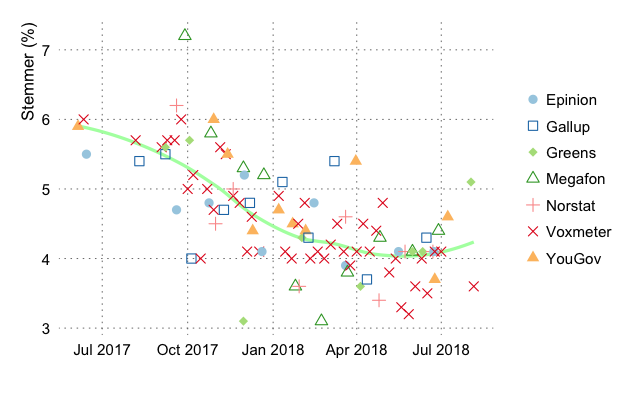 Stemmer (%)
7
6
5
4
3
Jul 2017
Oct 2017
Jan 2018
Apr 2018
Jul 2018
Epinion
Gallup
Greens
Megafon
Norstat
Voxmeter
YouGov